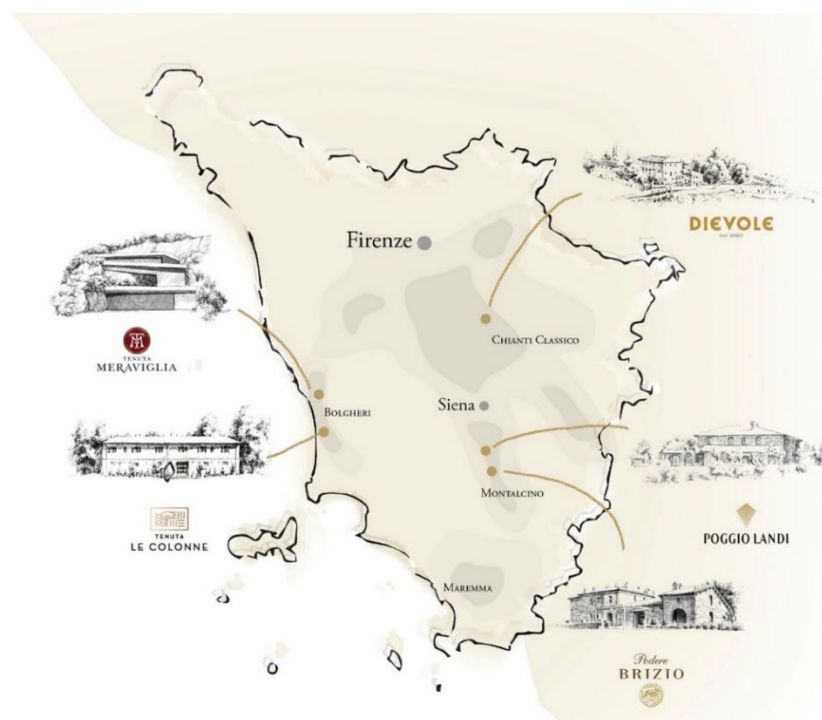 Firenze
DIEVOLE
CHIANTI CLASSICO
TENUTA
MERAVIGLIA
BOLGHERI
Siena
TENUTA
LE COLONNE
MONTALCINO
POGGIO LANDI
MAREMMA
Podere
BRIZIO